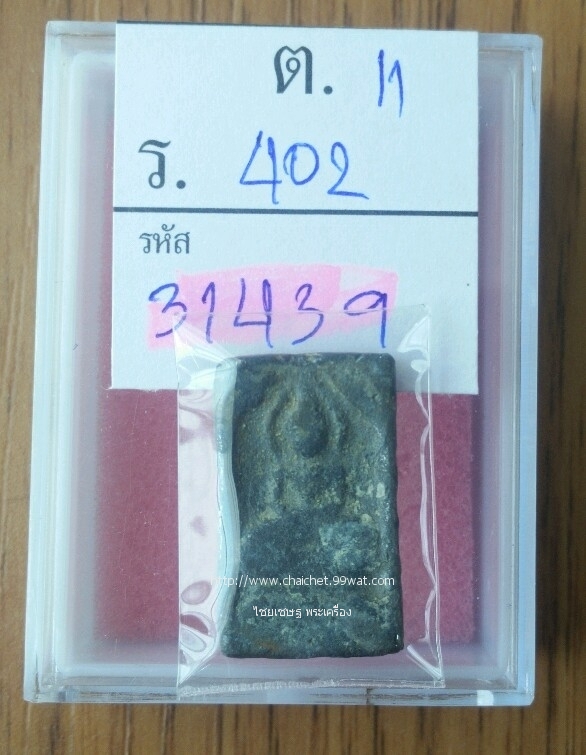 ต. 11
ร. 402
รหัส
31439
http://www.chaichet.99wat.com
ไชยเชษฐ พระเครื่อง